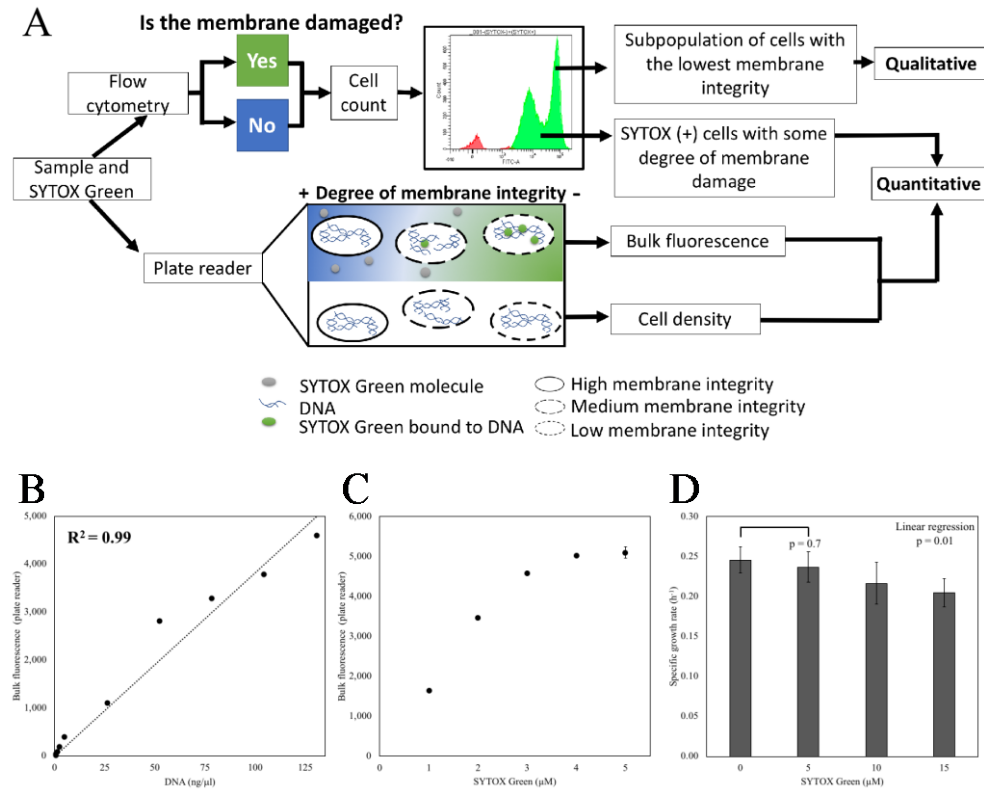 A
Is the membrane damaged?
Flow
cytometry
Yes
No
Cell
count
Count
FITC-A
Subpopulation of cells with
the lowest membrane
integrity
Qualitative
SYTOX (+) cells with some
degree of membrane
damage
Quantitative
Sample and
SYTOX Green
+ Degree of membrane integrity -
Plate reader
Bulk fluorescence
Cell density
SYTOX Green molecule
DNA
SYTOX Green bound to DNA
High membrane integrity
Medium membrane integrity
Low membrane integrity
B
R² = 0.99
Bulk fluorescence (plate reader)
5,000
4,000
3,000
2,000
1,000
0
0 25 50 75 100 125
DNA (ng/µl)
C
Bulk fluorescence (plate reader)
6,000
5,000
4,000
3,000
2,000
1,000
0
0 1 2 3 4 5
SYTOX Green (µM)
D
Specific growth rate (h⁻¹)
0.30
0.25
0.20
0.15
0.10
0.05
0.00
Linear regression
p = 0.01
p = 0.7
0 5 10 15
SYTOX Green (µM)